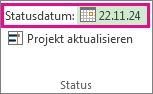 Statusdatum: 22.11.24
Projekt aktualisieren
Status